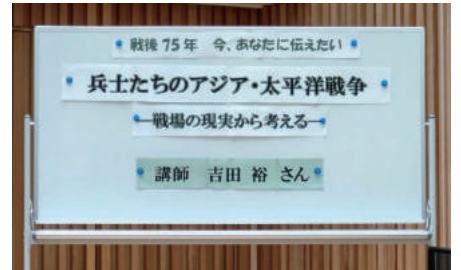 戦後75年 今、あなたに伝えたい
兵士たちのアジア・太平洋戦争
―戦場の現実から考える―
講師 吉田 裕 さん